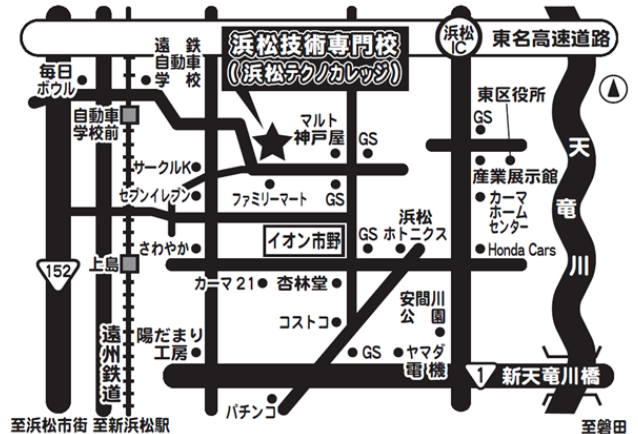 浜松IC
東名高速道路
遠鉄
自動車
学校
浜松技術専門校
(浜松テクノカレッジ)
毎日
ボウル
東区役所
自動車
学校前
マルト
神戸屋
GS
GS
天竜川
サークルK
産業展示館
セブンイレブン
ファミリーマート
GS
カーマ
ホーム
センター
浜松
ホトニクス
さわやか
イオン市野
GS
Honda Cars
152
上島
カーマ21
杏林堂
安間川
公園
コストコ
遠州鉄道
陽だまり
工房
GS
ヤマダ
電機
1
新天竜川橋
パチンコ
至浜松市街
至新浜松駅
至磐田